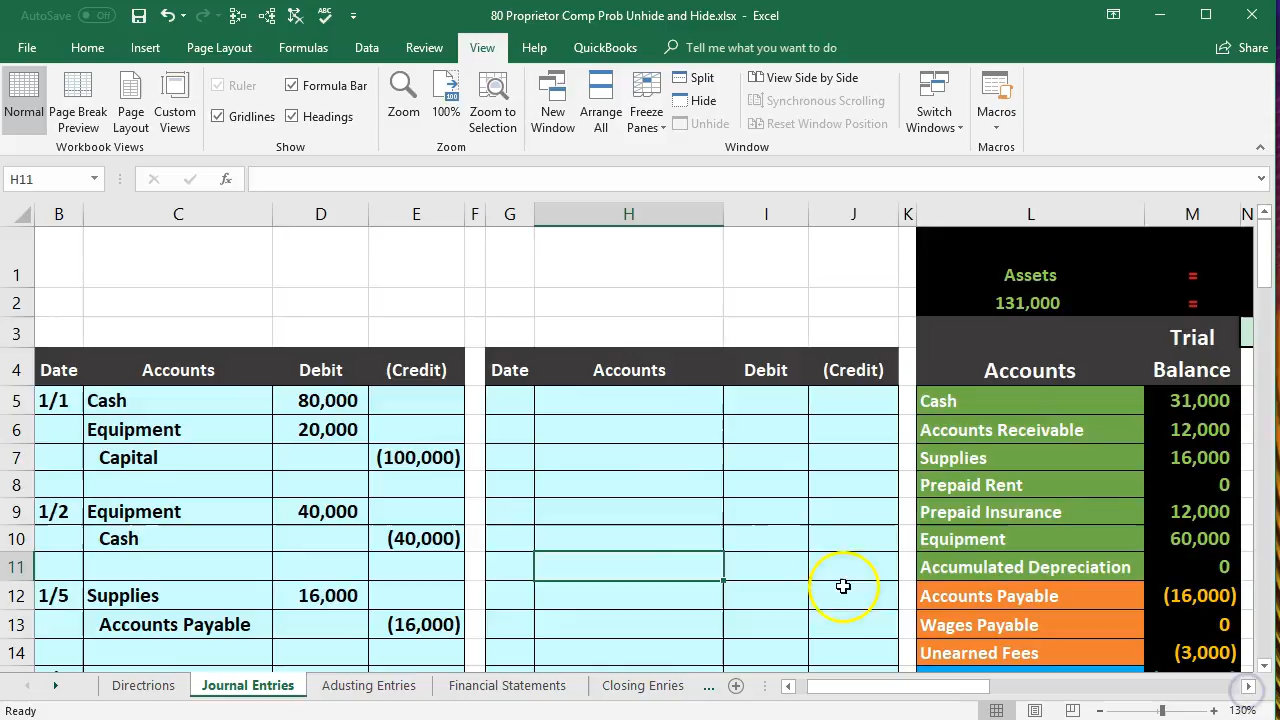 AutoSave Off 80 Proprietor Comp Prob Unhide and Hide.xlsx - Excel
File Home Insert Page Layout Formulas Data Review View Help QuickBooks Tell me what you want to do Share
Normal Page Break Preview Page Layout Custom Views
Workbook Views
Ruler Formula Bar
Gridlines Headings
Show
Zoom 100% Zoom to Selection
Zoom
New Window Arrange All Freeze Panes
Split
Hide
Unhide
View Side by Side
Synchronous Scrolling
Reset Window Position
Switch Windows
Window
Macros
Macros
H11 fx
B C D E F G H I J K L M N
1 Assets =
2 131,000 =
3 Trial
4 Date Accounts Debit (Credit) Date Accounts Debit (Credit) Accounts Balance
5 1/1 Cash 80,000 Cash 31,000
6 Equipment 20,000 Accounts Receivable 12,000
7 Capital (100,000) Supplies 16,000
8 Prepaid Rent 0
9 1/2 Equipment 40,000 Prepaid Insurance 12,000
10 Cash (40,000) Equipment 60,000
11 Accumulated Depreciation 0
12 1/5 Supplies 16,000 Accounts Payable (16,000)
13 Accounts Payable (16,000) Wages Payable 0
14 Unearned Fees (3,000)
Directions Journal Entries Adusting Entries Financial Statements Closing Enries ...
Ready 130%